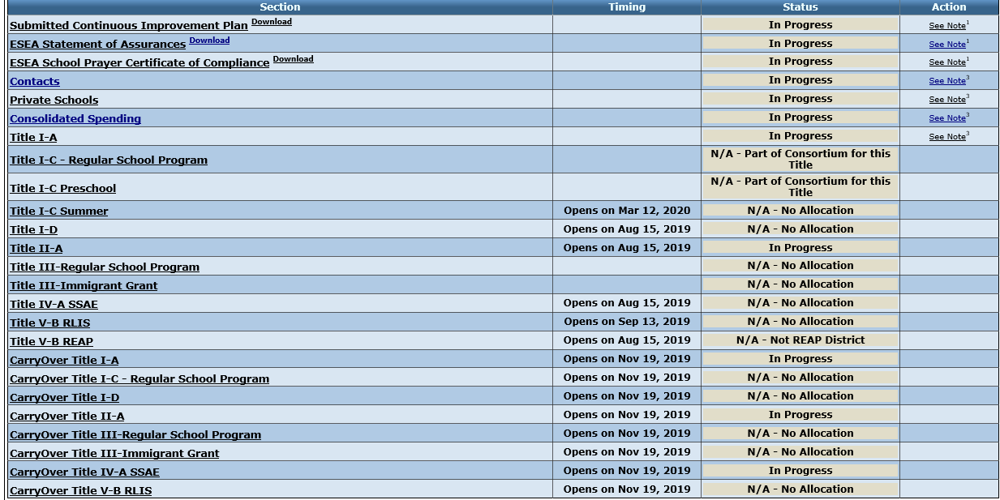 Section Timing Status Action
Submitted Continuous Improvement Plan Download In Progress See Note1
ESEA Statement of Assurances Download In Progress See Note1
ESEA School Prayer Certificate of Compliance Download In Progress See Note1
Contacts In Progress See Note3
Private Schools In Progress See Note3
Consolidated Spending In Progress See Note3
Title I-A In Progress See Note3
Title I-C - Regular School Program N/A - Part of Consortium for this
Title
Title I-C Preschool N/A - Part of Consortium for this
Title
Title I-C Summer Opens on Mar 12, 2020 N/A - No Allocation
Title I-D Opens on Aug 15, 2019 N/A - No Allocation
Title II-A Opens on Aug 15, 2019 In Progress
Title III-Regular School Program N/A - No Allocation
Title III-Immigrant Grant N/A - No Allocation
Title IV-A SSAE Opens on Aug 15, 2019 N/A - No Allocation
Title V-B RLIS Opens on Sep 13, 2019 N/A - No Allocation
Title V-B REAP Opens on Aug 15, 2019 N/A - Not REAP District
CarryOver Title I-A Opens on Nov 19, 2019 In Progress
CarryOver Title I-C - Regular School Program Opens on Nov 19, 2019 N/A - No Allocation
CarryOver Title I-D Opens on Nov 19, 2019 N/A - No Allocation
CarryOver Title II-A Opens on Nov 19, 2019 In Progress
CarryOver Title III-Regular School Program Opens on Nov 19, 2019 N/A - No Allocation
CarryOver Title III-Immigrant Grant Opens on Nov 19, 2019 N/A - No Allocation
CarryOver Title IV-A SSAE Opens on Nov 19, 2019 In Progress
CarryOver Title V-B RLIS Opens on Nov 19, 2019 N/A - No Allocation